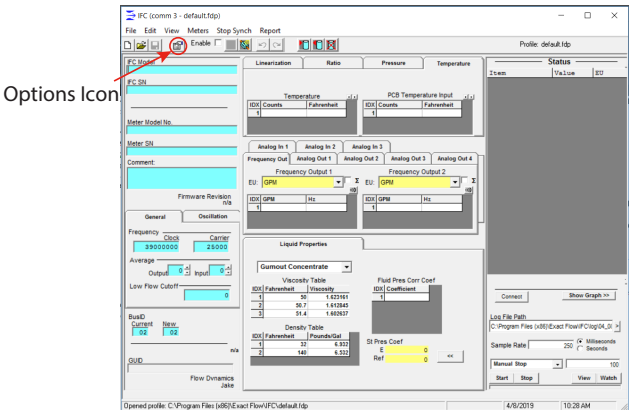 IFC (comm 3 - default.fdp)
File Edit View Meters Stop Synch Report
Enable
Profile: default.fdp
Options Icon
IFC Model
IFC SN
Meter Model No.
Meter SN
Comment:
Firmware Revision
n/a
General Oscillation
Frequency
Clock Carrier
39000000 25000
Average
Output 0 Input 0
Low Flow Cutoff
0
BusID
Current New
02 02
n/a
GUID
Flow Dynamics
Jake
Linearization Ratio Pressure Temperature
Temperature
IDX Counts Fahrenheit
1
PCB Temperature Input
IDX Counts Fahrenheit
1
Analog In 1 Analog In 2 Analog In 3
Frequency Out Analog Out 1 Analog Out 2 Analog Out 3 Analog Out 4
Frequency Output 1
EU: GPM Σ
IDX GPM Hz
1
Frequency Output 2
EU: GPM Σ
IDX GPM Hz
1
Liquid Properties
Gumout Concentrate
Viscosity Table
IDX Fahrenheit Viscosity
1 50 1.623161
2 50.7 1.612845
3 51.4 1.602637
Density Table
IDX Fahrenheit Pounds/Gal
1 32 6.932
2 140 6.532
Fluid Pres Corr Coef
IDX Coefficient
1
St Pres Coef
E 0
Ref 0 <<
Status
Item Value EU
Connect Show Graph >>
Log File Path
C:\Program Files (x86)\Exact Flow\IFC\log\04_0 >
Sample Rate 250 Milliseconds
Seconds
Manual Stop 100
Start Stop View Watch
Opened profile: C:\Program Files (x86)\Exact Flow\IFC\default.fdp 4/8/2019 10:28 AM